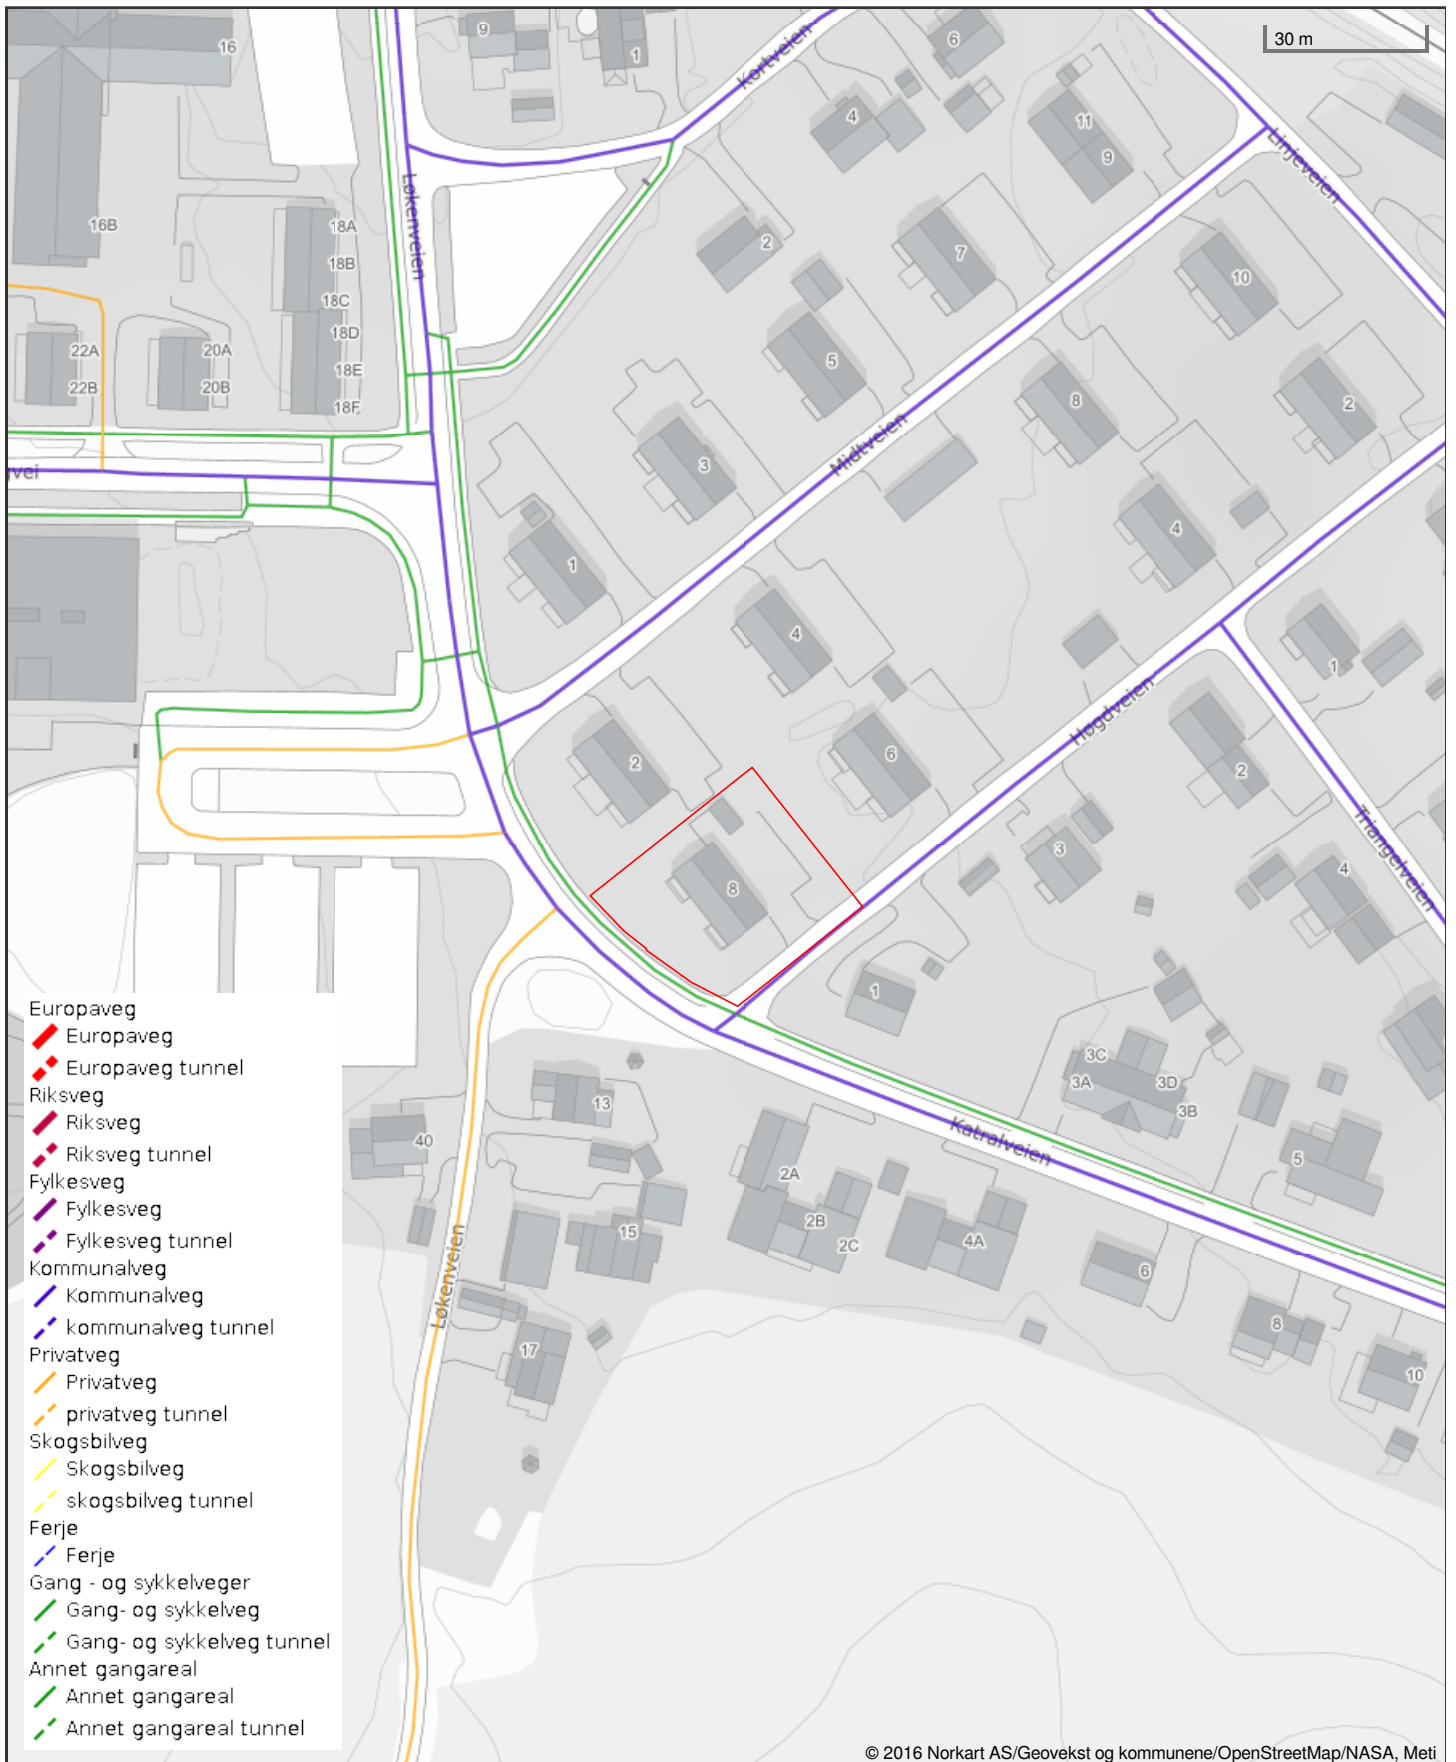 16
9
1
Kortveien
6
30 m
4
11
9
Linjeveien
16B
18A
18B
18C
18D
18E
18F
Løkenveien
2
7
10
22A
22B
20A
20B
5
8
2
vei
3
Midtveien
1
4
4
1
2
6
Høgdveien
2
8
3
4
Triangelveien
1
3C
3A
3D
3B
13
40
Katralveien
5
2A
2B
2C
15
4A
6
Løkenveien
17
8
10
Europaveg
Europaveg
Europaveg tunnel
Riksveg
Riksveg
Riksveg tunnel
Fylkesveg
Fylkesveg
Fylkesveg tunnel
Kommunalveg
Kommunalveg
kommunalveg tunnel
Privatveg
Privatveg
privatveg tunnel
Skogsbilveg
Skogsbilveg
skogsbilveg tunnel
Ferje
Ferje
Gang - og sykkelveger
Gang- og sykkelveg
Gang- og sykkelveg tunnel
Annet gangareal
Annet gangareal
Annet gangareal tunnel
© 2016 Norkart AS/Geovekst og kommunene/OpenStreetMap/NASA, Meti